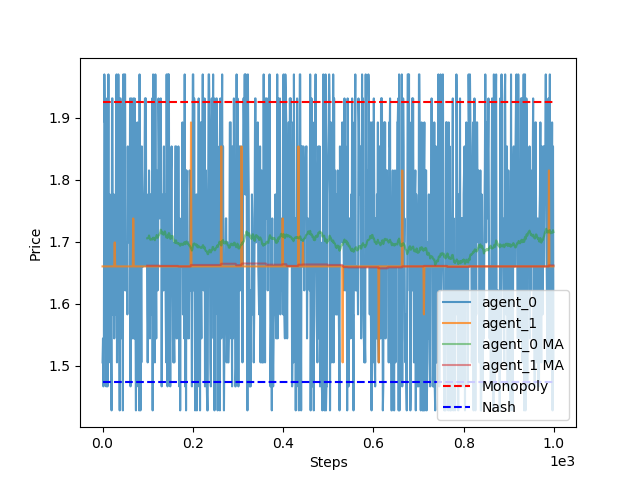 1.9
1.8
1.7
1.6
1.5
Price
0.0 0.2 0.4 0.6 0.8 1.0
1e3
Steps
agent_0
agent_1
agent_0 MA
agent_1 MA
Monopoly
Nash